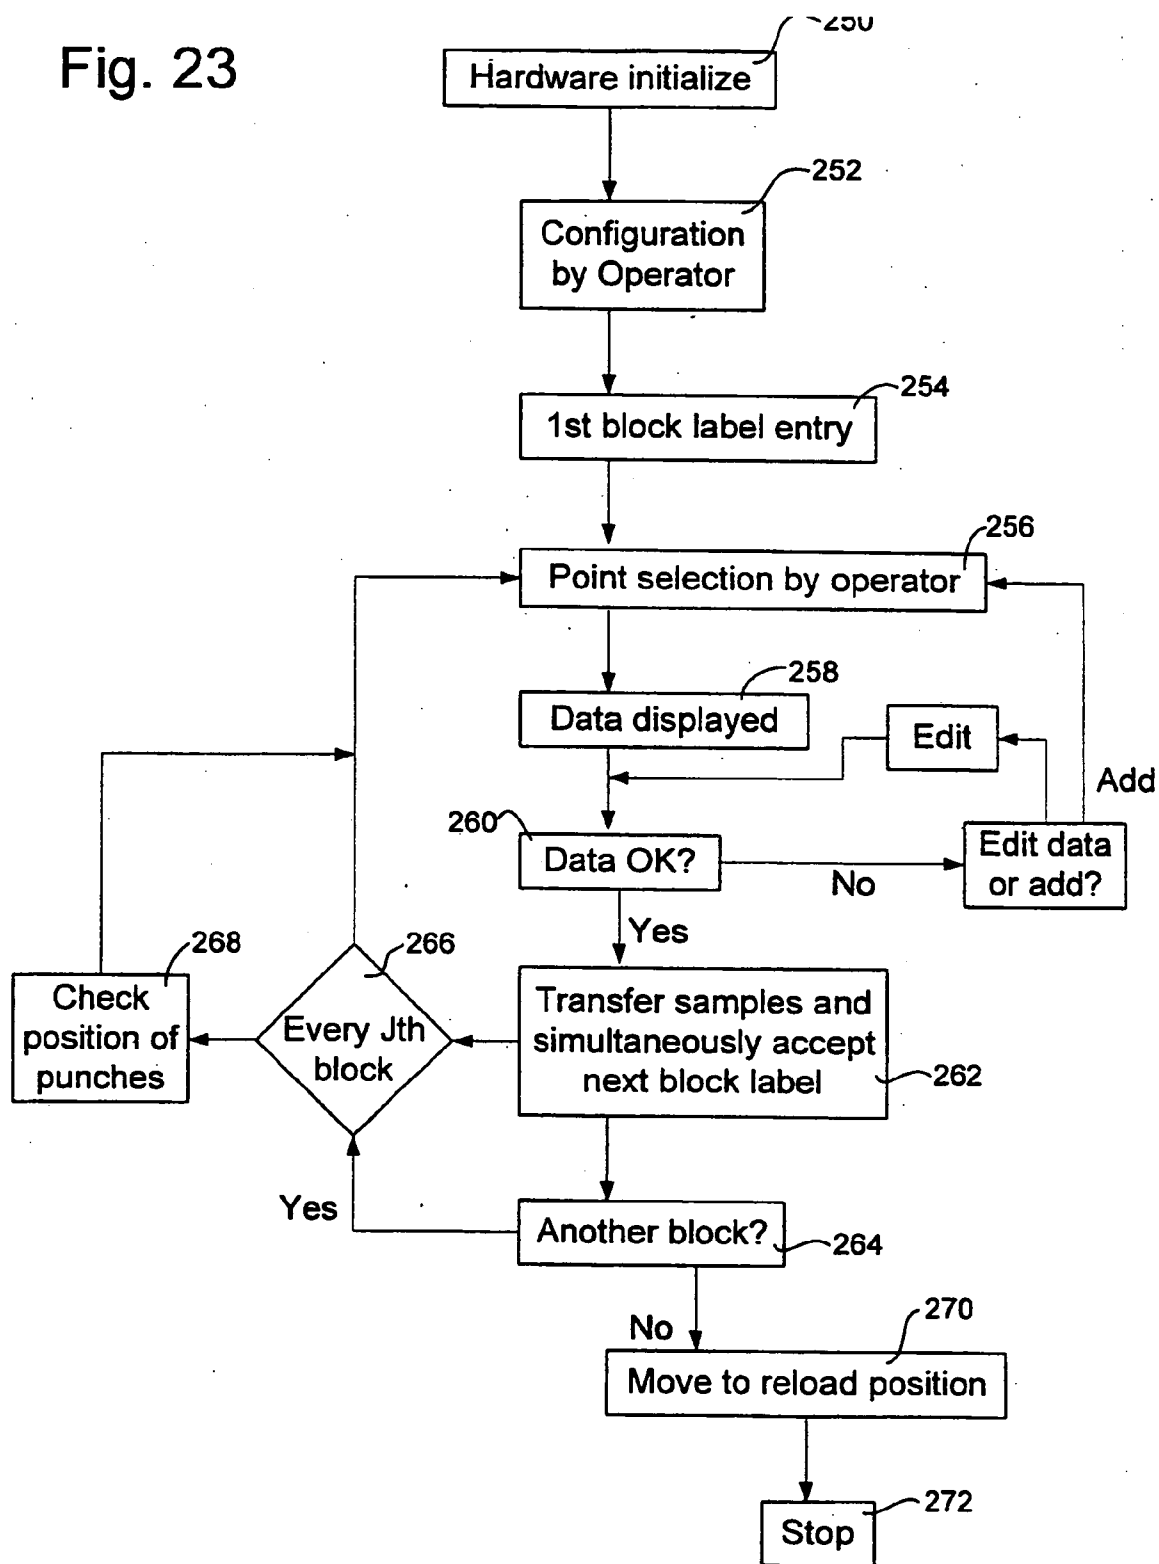 Fig. 23
250
Hardware initialize
252
Configuration
by Operator
254
1st block label entry
256
Point selection by operator
258
Data displayed
Edit
Add
260
Data OK?
No
Edit data
or add?
Yes
268
266
Check
position of
punches
Every Jth
block
Transfer samples and
simultaneously accept
next block label
262
Yes
Another block?
264
No
270
Move to reload position
272
Stop